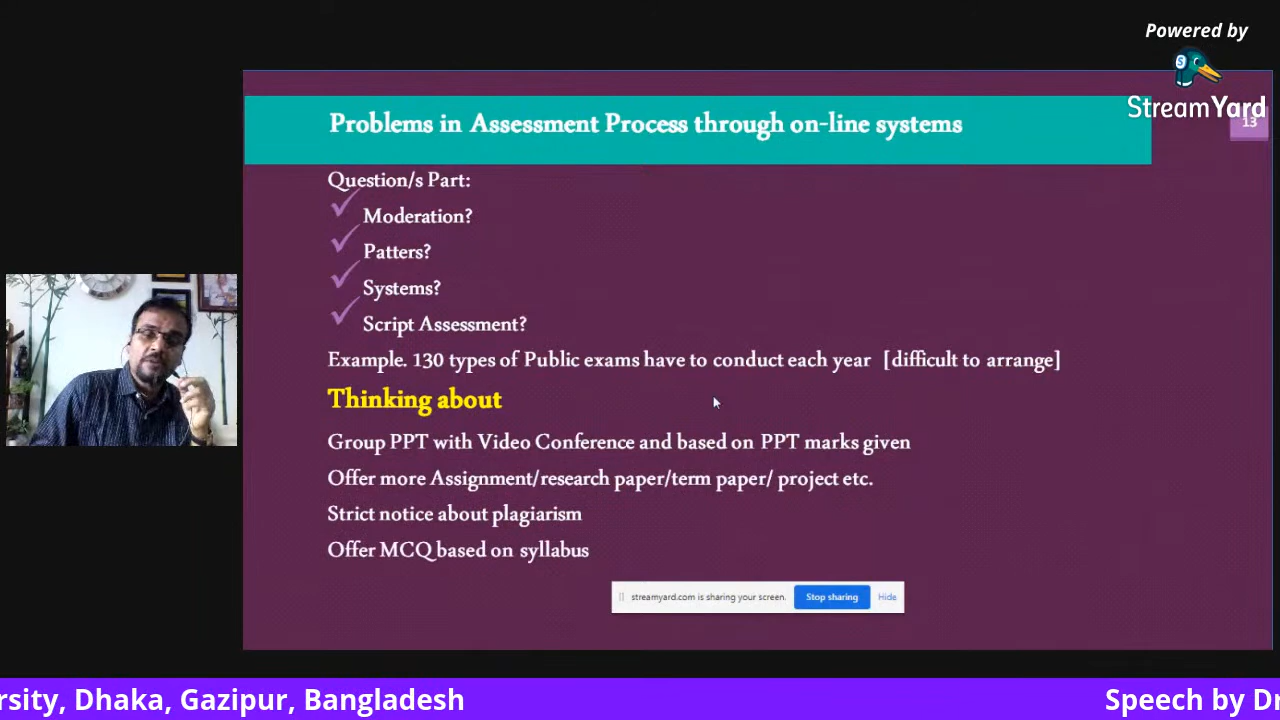 Powered by
StreamYard
13
Problems in Assessment Process through on-line systems
Question/s Part:
Moderation?
Patters?
Systems?
Script Assessment?
Example. 130 types of Public exams have to conduct each year [difficult to arrange]
Thinking about
Group PPT with Video Conference and based on PPT marks given
Offer more Assignment/research paper/term paper/ project etc.
Strict notice about plagiarism
Offer MCQ based on syllabus
streamyard.com is sharing your screen. Stop sharing Hide
rsity, Dhaka, Gazipur, Bangladesh Speech by Dr